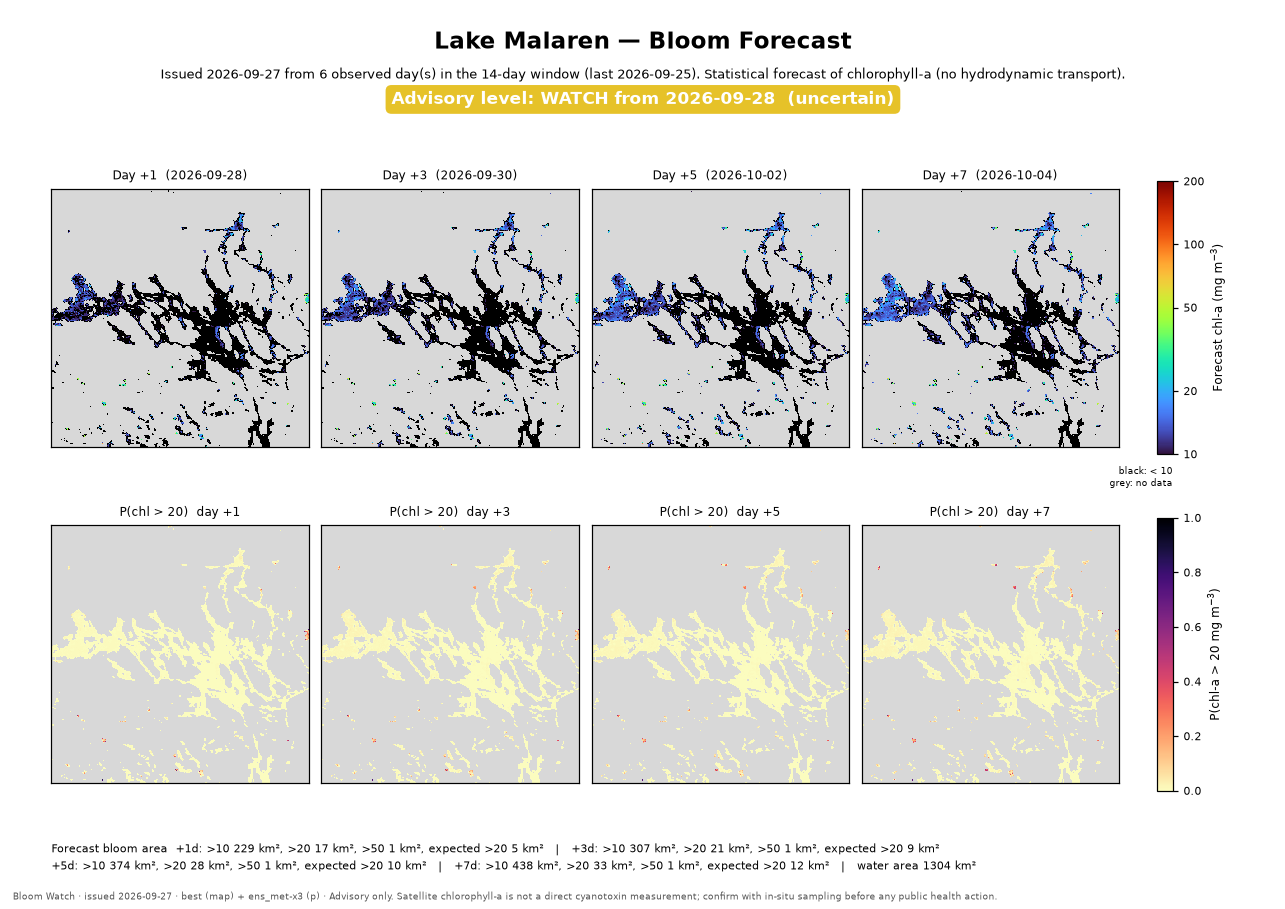 Lake Malaren — Bloom Forecast
Issued 2026-09-27 from 6 observed day(s) in the 14-day window (last 2026-09-25). Statistical forecast of chlorophyll-a (no hydrodynamic transport).
Advisory level: WATCH from 2026-09-28  (uncertain)
Day +1  (2026-09-28)
Day +3  (2026-09-30)
Day +5  (2026-10-02)
Day +7  (2026-10-04)
200
100
50
20
10
Forecast chl-a (mg m⁻³)
black: < 10
grey: no data
P(chl > 20)  day +1
P(chl > 20)  day +3
P(chl > 20)  day +5
P(chl > 20)  day +7
1.0
0.8
0.6
0.4
0.2
0.0
P(chl-a > 20 mg m⁻³)
Forecast bloom area  +1d: >10 229 km², >20 17 km², >50 1 km², expected >20 5 km²  |  +3d: >10 307 km², >20 21 km², >50 1 km², expected >20 9 km²
+5d: >10 374 km², >20 28 km², >50 1 km², expected >20 10 km²  |  +7d: >10 438 km², >20 33 km², >50 1 km², expected >20 12 km²  |  water area 1304 km²
Bloom Watch · issued 2026-09-27 · best (map) + ens_met-x3 (p) · Advisory only. Satellite chlorophyll-a is not a direct cyanotoxin measurement; confirm with in-situ sampling before any public health action.